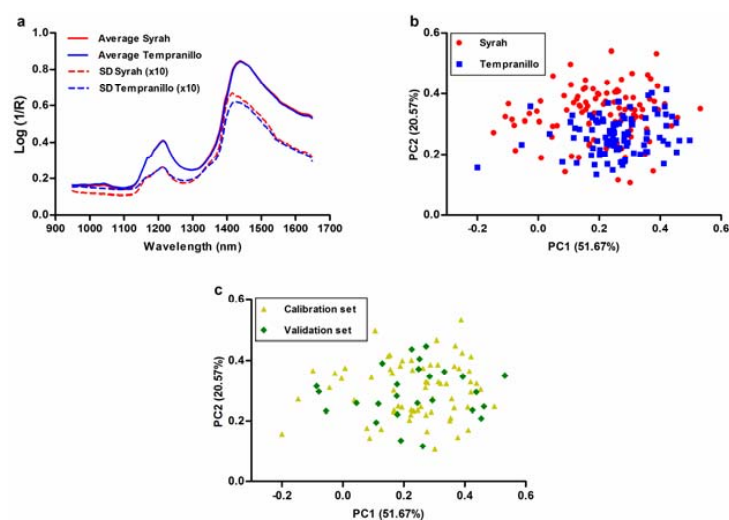 a
Average Syrah
Average Tempranillo
SD Syrah (x10)
SD Tempranillo (x10)
1.0
0.8
0.6
0.4
0.2
0.0
Log (1/R)
900 1000 1100 1200 1300 1400 1500 1600 1700
Wavelength (nm)
b
Syrah
Tempranillo
0.6
0.4
0.2
0.0
PC2 (20.57%)
-0.2 0.0 0.2 0.4 0.6
PC1 (51.67%)
c
Calibration set
Validation set
0.6
0.4
0.2
0.0
PC2 (20.57%)
-0.2 0.0 0.2 0.4 0.6
PC1 (51.67%)